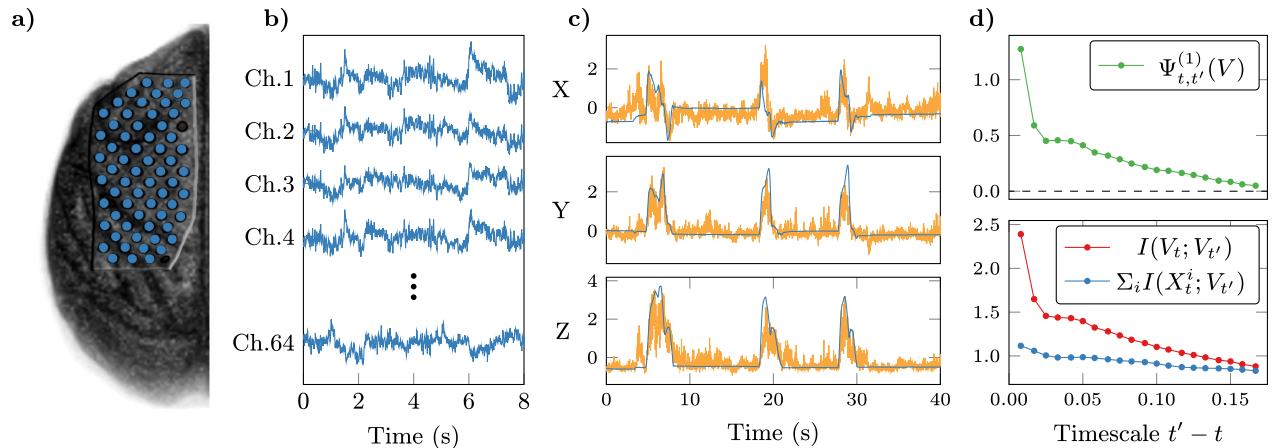 a)
b)
c)
d)
Ch.1
Ch.2
Ch.3
Ch.4
Ch.64
0 2 4 6 8
Time (s)
X
2
0
Y
2
0
Z
4
2
0
0 10 20 30 40
Time (s)
Ψ^{(1)}_{t,t′}(V)
1.0
0.5
0.0
I(V_t; V_{t′})
Σ_i I(X^i_t; V_{t′})
2.5
2.0
1.5
1.0
0.00 0.05 0.10 0.15
Timescale t′ − t